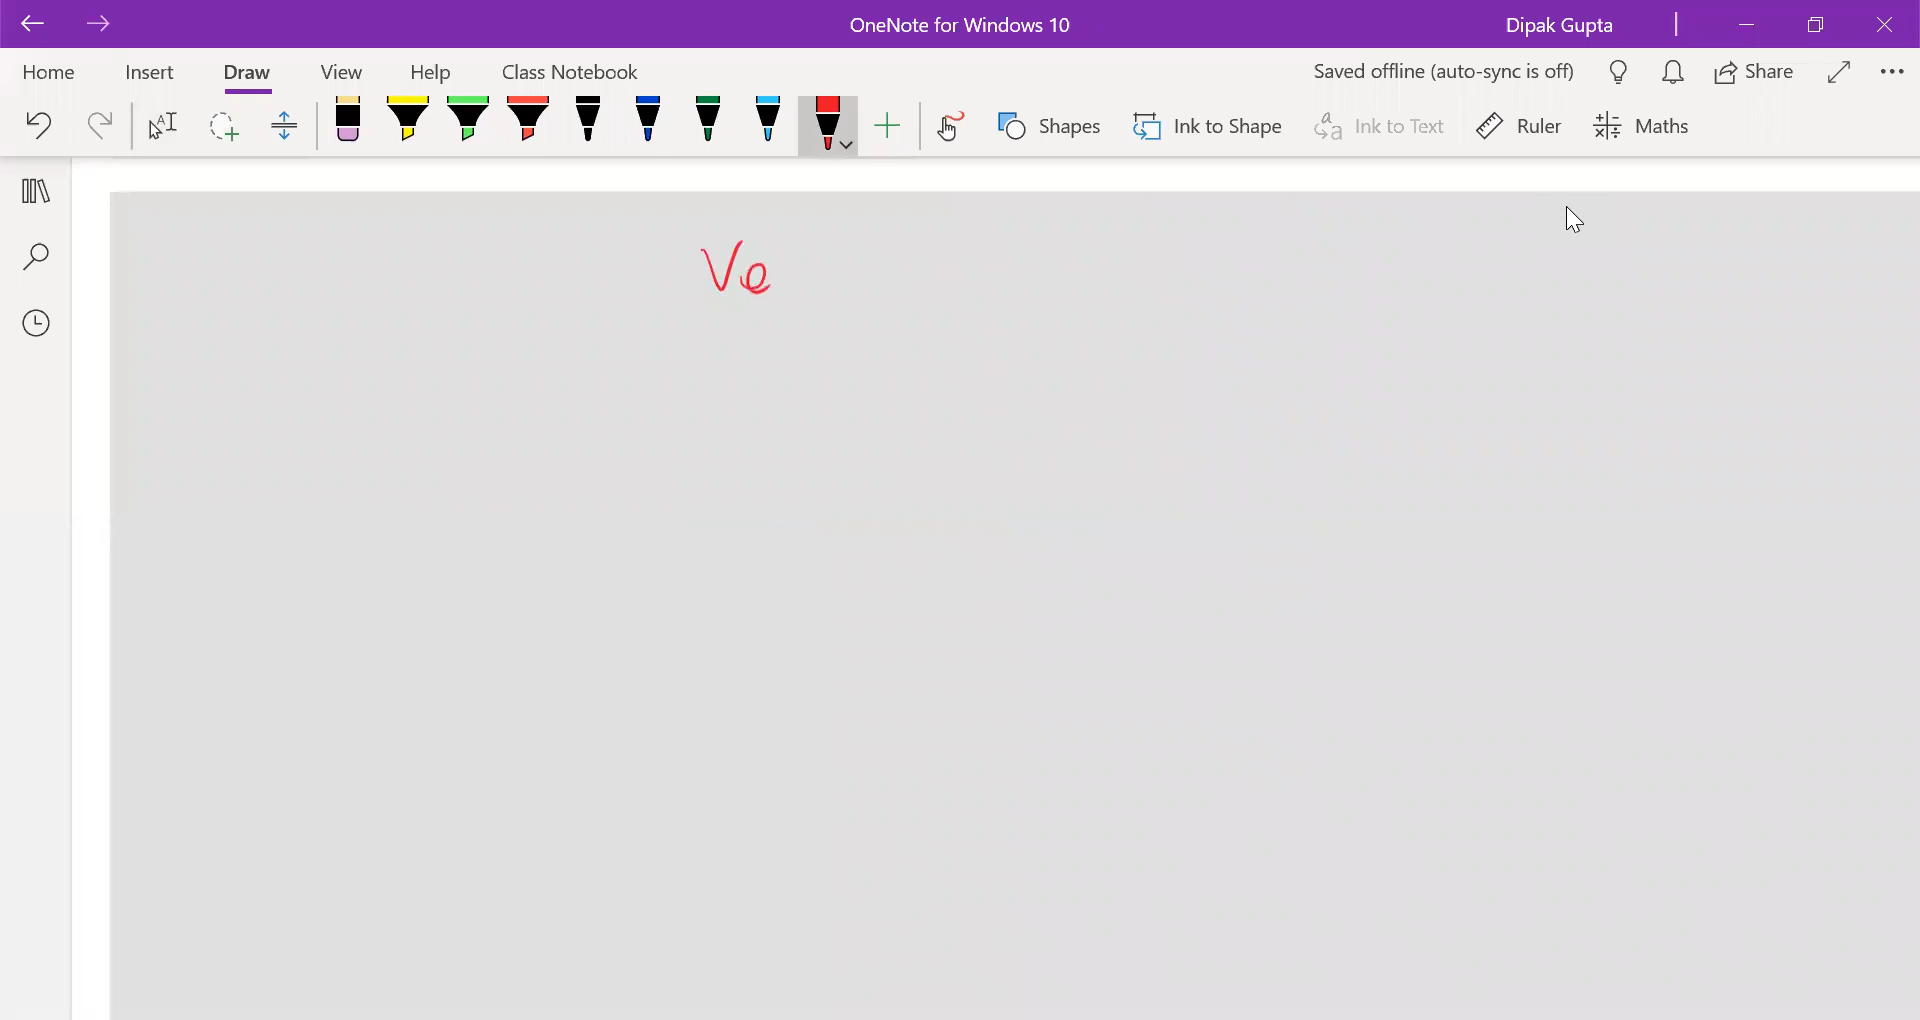 OneNote for Windows 10 Dipak Gupta
Home Insert Draw View Help Class Notebook Saved offline (auto-sync is off) Share
Shapes Ink to Shape Ink to Text Ruler Maths
Ve